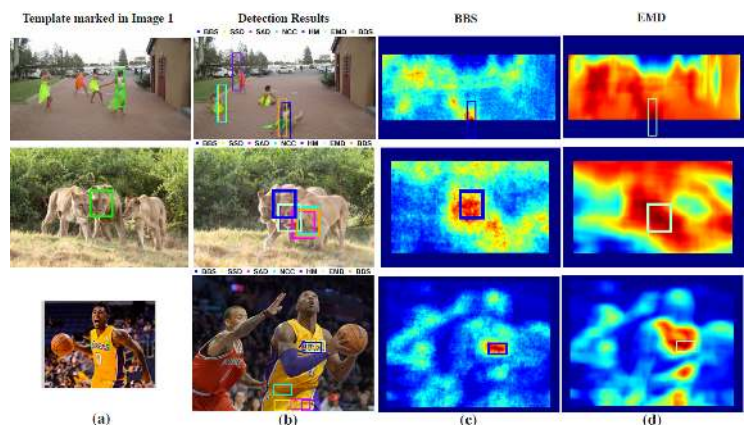 Template marked in Image 1
Detection Results
BBS
EMD
BBS SSD SAD NCC HM EMD BDS
BBS SSD SAD NCC HM EMD BDS
BBS SSD SAD NCC HM EMD BDS
(a)
(b)
(c)
(d)